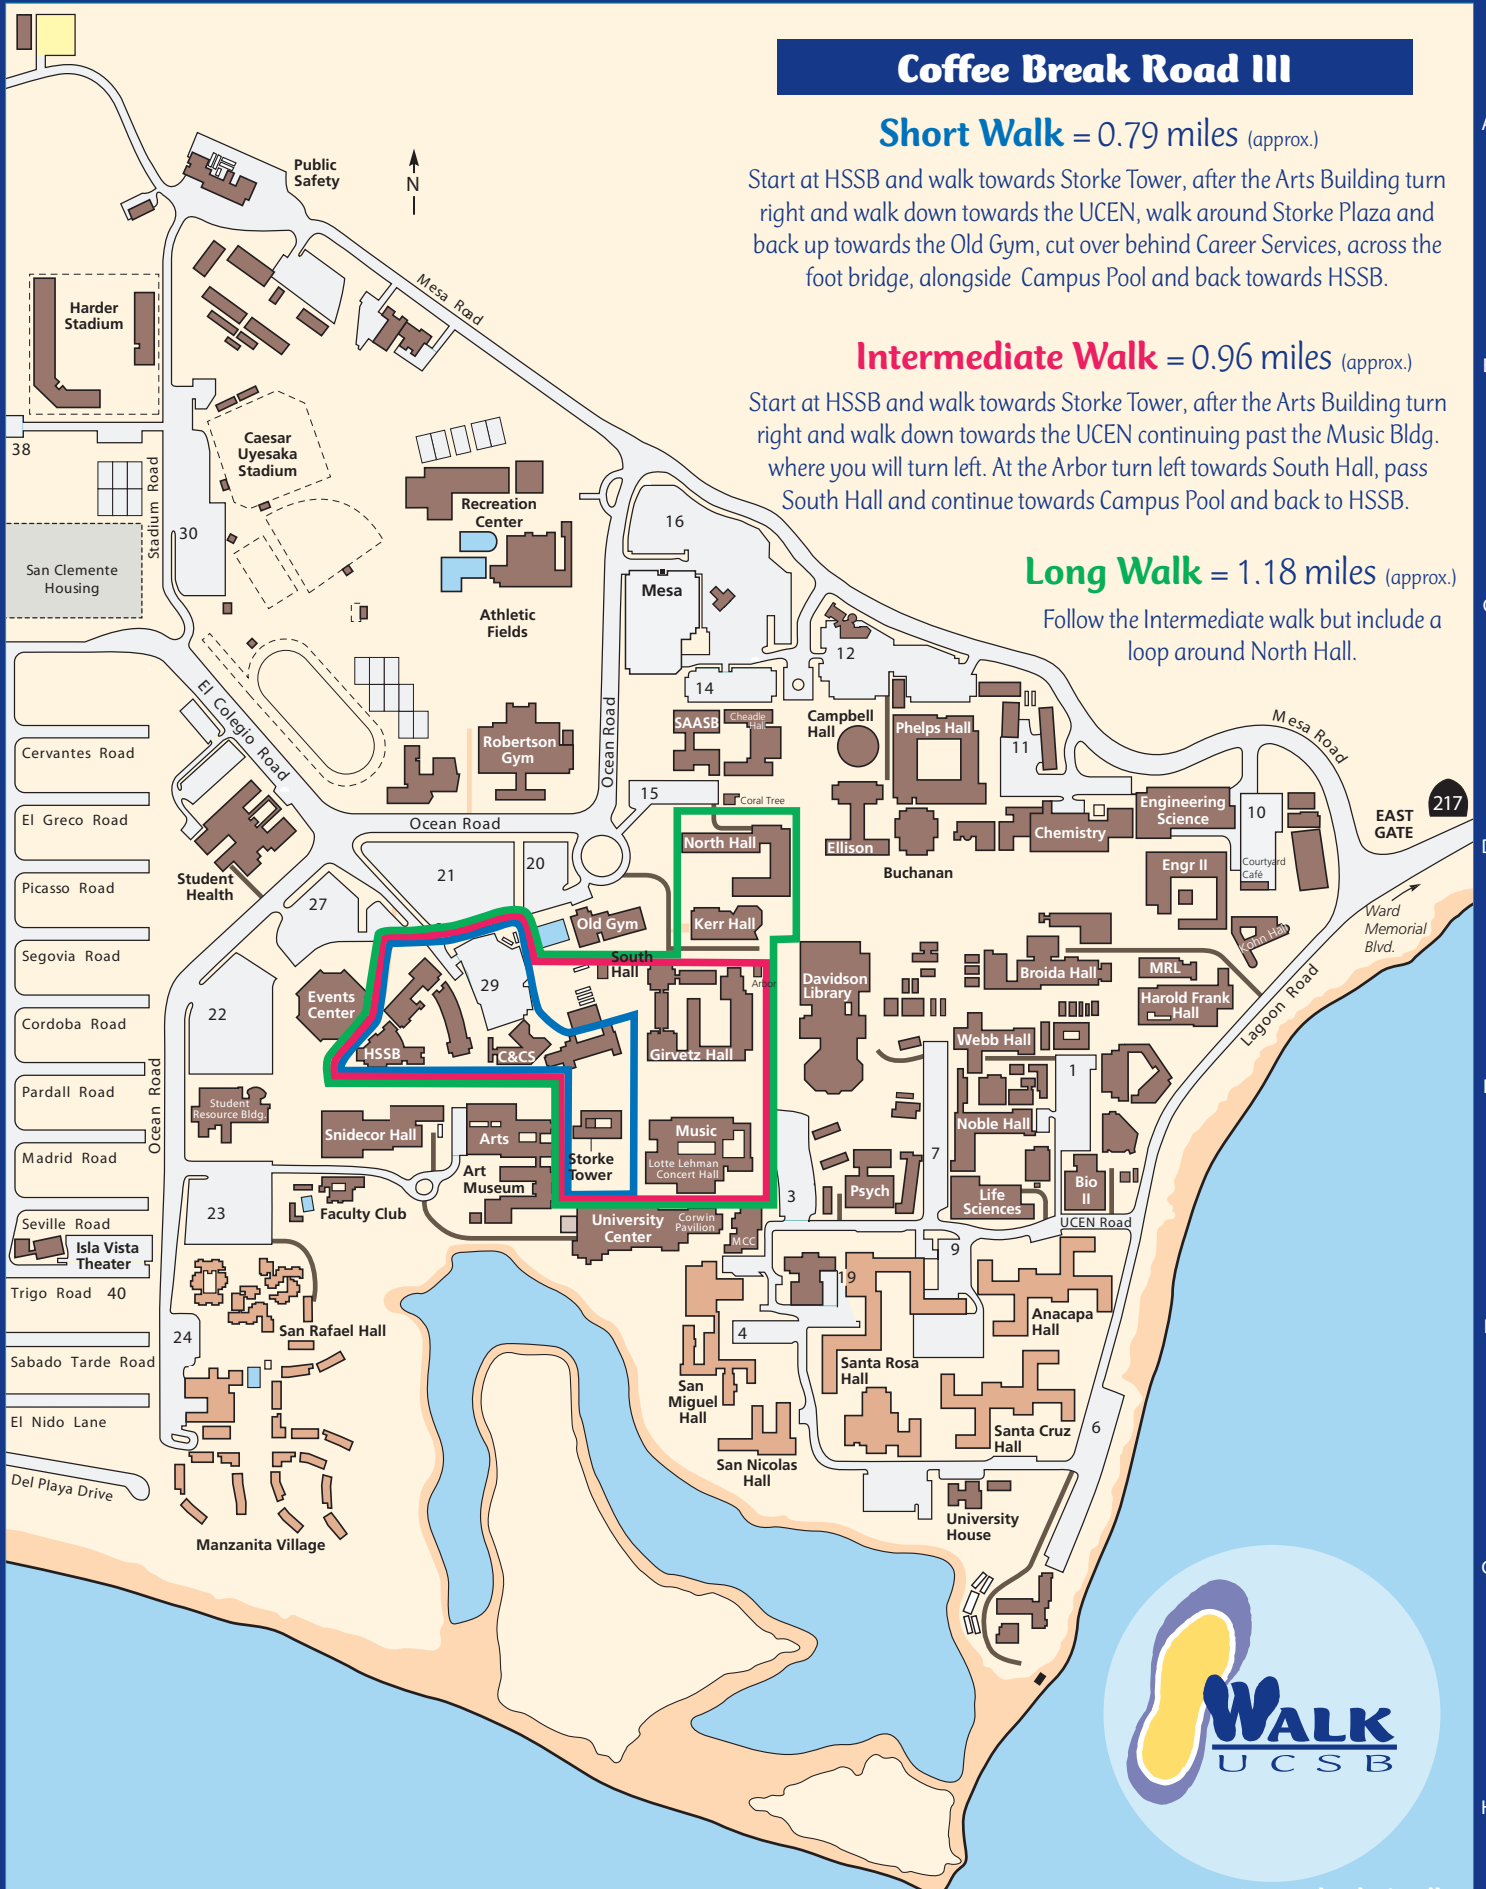 Coffee Break Road III
Short Walk = 0.79 miles (approx.)
Start at HSSB and walk towards Storke Tower, after the Arts Building turn
right and walk down towards the UCEN, walk around Storke Plaza and
back up towards the Old Gym, cut over behind Career Services, across the
foot bridge, alongside Campus Pool and back towards HSSB.
Intermediate Walk = 0.96 miles (approx.)
Start at HSSB and walk towards Storke Tower, after the Arts Building turn
right and walk down towards the UCEN continuing past the Music Bldg.
where you will turn left. At the Arbor turn left towards South Hall, pass
South Hall and continue towards Campus Pool and back to HSSB.
Long Walk = 1.18 miles (approx.)
Follow the Intermediate walk but include a
loop around North Hall.
Public
Safety
N
Mesa Road
Harder
Stadium
38
Caesar
Uyesaka
Stadium
Stadium Road
30
San Clemente
Housing
Recreation
Center
Athletic
Fields
16
Mesa
12
14
El Colegio Road
Ocean Road
Robertson
Gym
SAASB
Cheadle
Hall
Campbell
Hall
Phelps Hall
11
Mesa Road
Cervantes Road
El Greco Road
Picasso Road
Segovia Road
Cordoba Road
Pardall Road
Madrid Road
Seville Road
Isla Vista
Theater
Trigo Road 40
Sabado Tarde Road
El Nido Lane
Del Playa Drive
15
Coral Tree
Ocean Road
North Hall
Ellison
Buchanan
Chemistry
Engineering
Science
10
217
EAST
GATE
Engr II
Courtyard
Café
Student
Health
27
21
20
Old Gym
Kerr Hall
Ward
Memorial
Blvd.
Kohn Hall
South
Hall
Arbor
Davidson
Library
Broida Hall
MRL
Harold Frank
Hall
Lagoon Road
22
Events
Center
29
HSSB
C&CS
Girvetz Hall
Webb Hall
1
Ocean Road
Student
Resource Bldg.
Snidecor Hall
Arts
Art
Museum
Storke
Tower
Music
Lotte Lehman
Concert Hall
Noble Hall
7
Psych
3
Life
Sciences
Bio
II
UCEN Road
23
Faculty Club
University
Center
Corwin
Pavilion
MCC
9
19
San Rafael Hall
24
4
Anacapa
Hall
Santa Rosa
Hall
San
Miguel
Hall
Santa Cruz
Hall
6
San Nicolas
Hall
University
House
Manzanita Village
WALK
UCSB